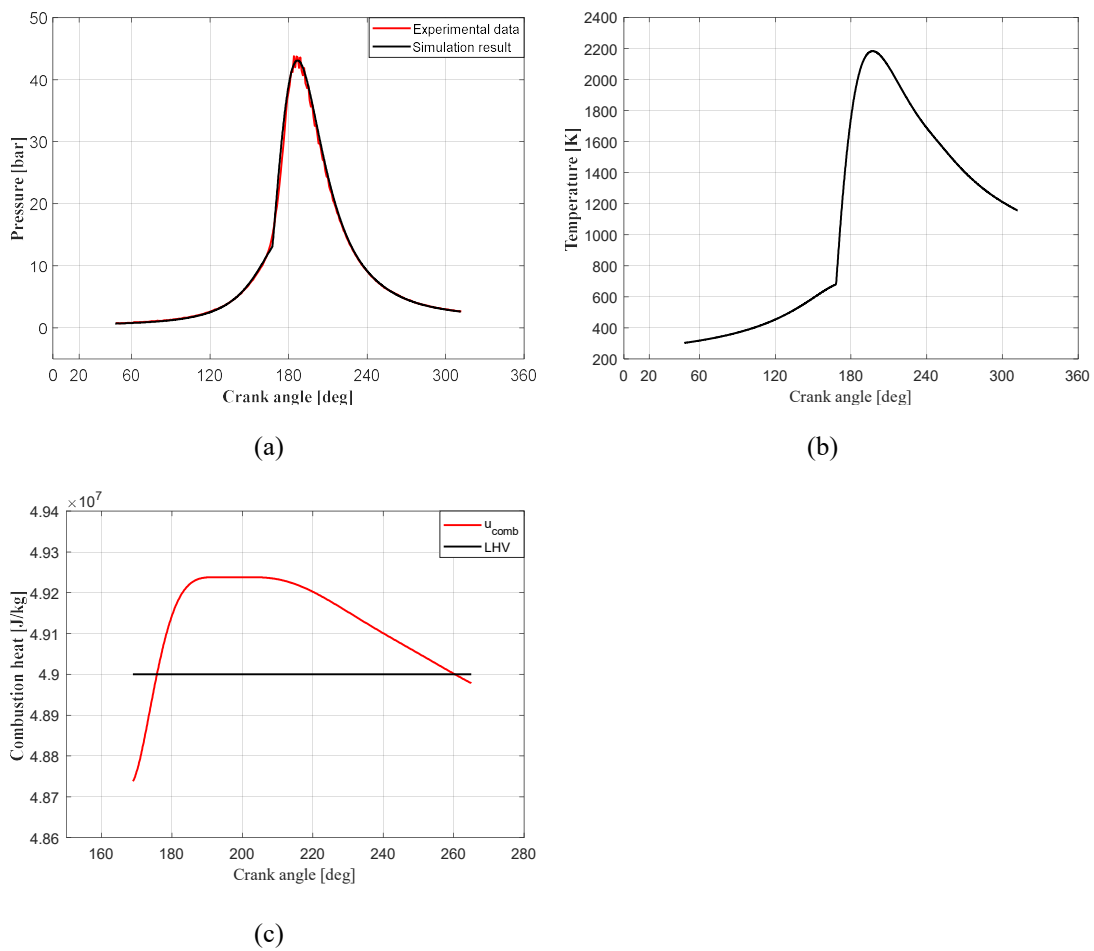 50
40
30
20
10
0
Pressure [bar]
Experimental data
Simulation result
0 20 60 120 180 240 300 360
Crank angle [deg]
(a)
2400
2200
2000
1800
1600
1400
1200
1000
800
600
400
200
Temperature [K]
0 20 60 120 180 240 300 360
Crank angle [deg]
(b)
×10⁷
4.94
4.93
4.92
4.91
4.9
4.89
4.88
4.87
4.86
Combustion heat [J/kg]
u_comb
LHV
160 180 200 220 240 260 280
Crank angle [deg]
(c)